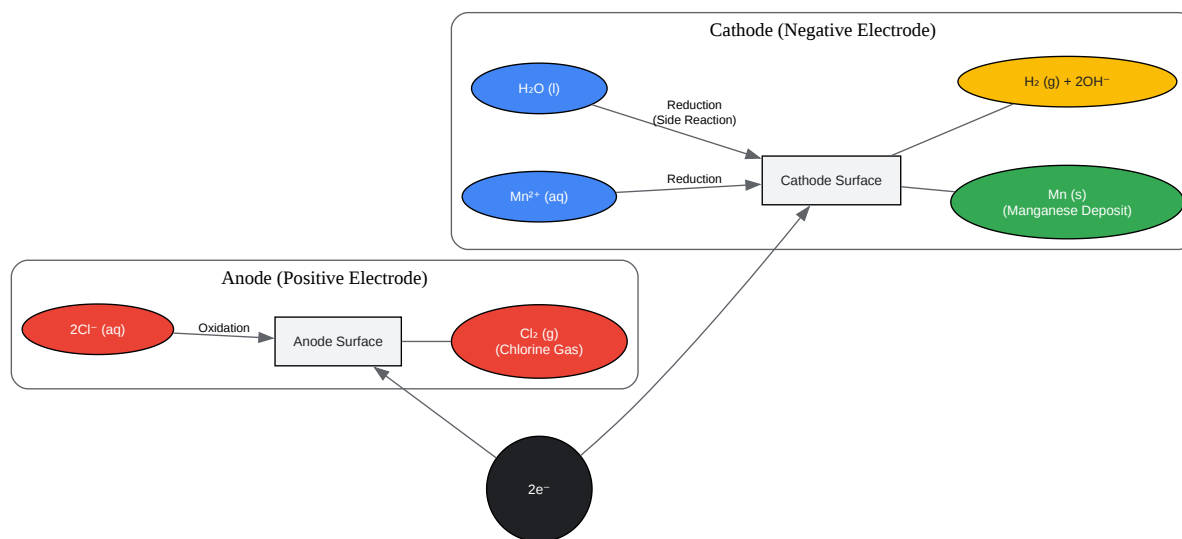 Cathode (Negative Electrode)
H₂O (l)
Reduction
(Side Reaction)
H₂ (g) + 2OH⁻
Mn²⁺ (aq)
Reduction
Cathode Surface
Mn (s)
(Manganese Deposit)
Anode (Positive Electrode)
2Cl⁻ (aq)
Oxidation
Anode Surface
Cl₂ (g)
(Chlorine Gas)
2e⁻